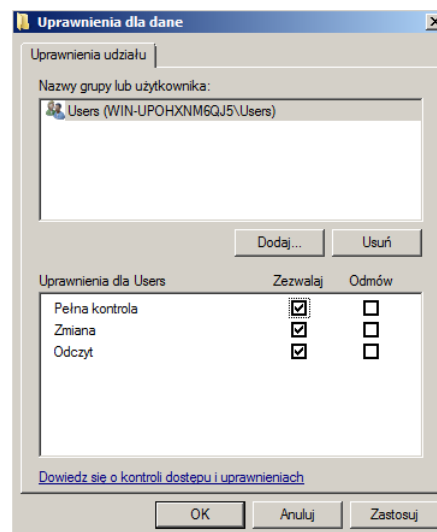 Uprawnienia dla dane
Uprawnienia udziału
Nazwy grupy lub użytkownika:
Users (WIN-UPOHXNM6QJ5\Users)
Dodaj... Usuń
Uprawnienia dla Users Zezwalaj Odmów
Pełna kontrola
Zmiana
Odczyt
Dowiedz się o kontroli dostępu i uprawnieniach
OK Anuluj Zastosuj